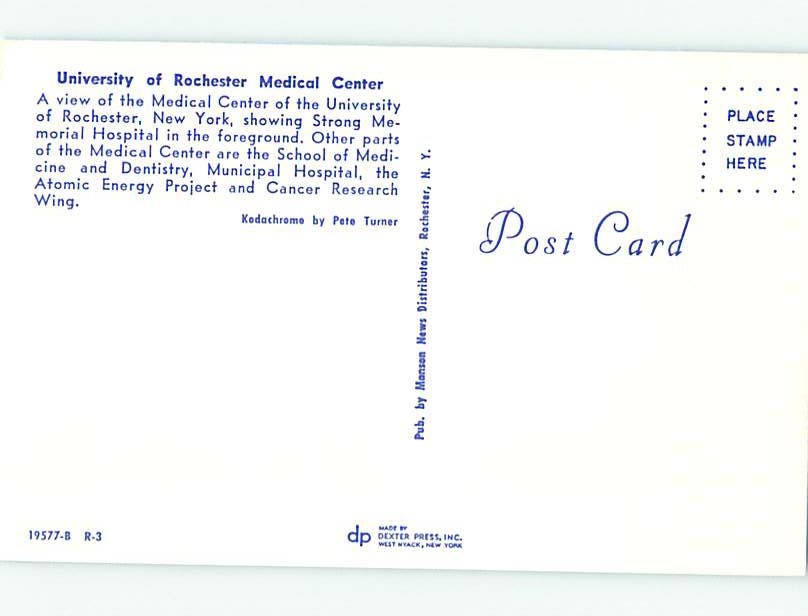 University of Rochester Medical Center
A view of the Medical Center of the University
of Rochester, New York, showing Strong Me-
morial Hospital in the foreground. Other parts
of the Medical Center are the School of Medi-
cine and Dentistry, Municipal Hospital, the
Atomic Energy Project and Cancer Research
Wing.
Kodachrome by Pete Turner
Pub. by Manson News Distributors, Rochester, N. Y.
PLACE
STAMP
HERE
Post Card
19577-B R-3
dp
MADE BY
DEXTER PRESS, INC.
WEST NYACK, NEW YORK